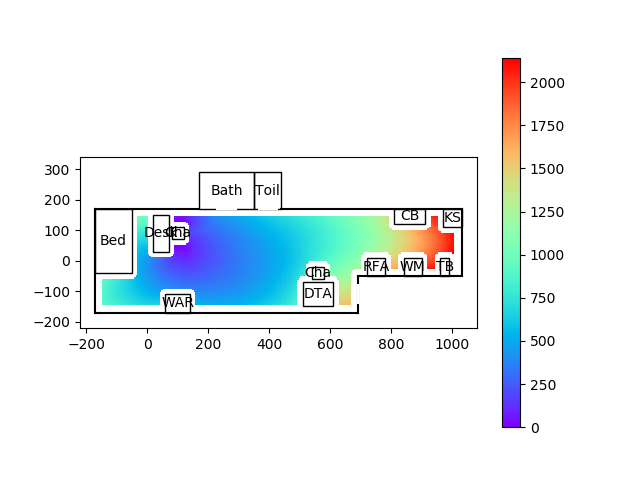 Bath
Toil
Bed
Desk
Cha
CB
KS
WAR
Cha
DTA
RFA
WM
TB
300
200
100
0
−100
−200
−200
0
200
400
600
800
1000
2000
1750
1500
1250
1000
750
500
250
0